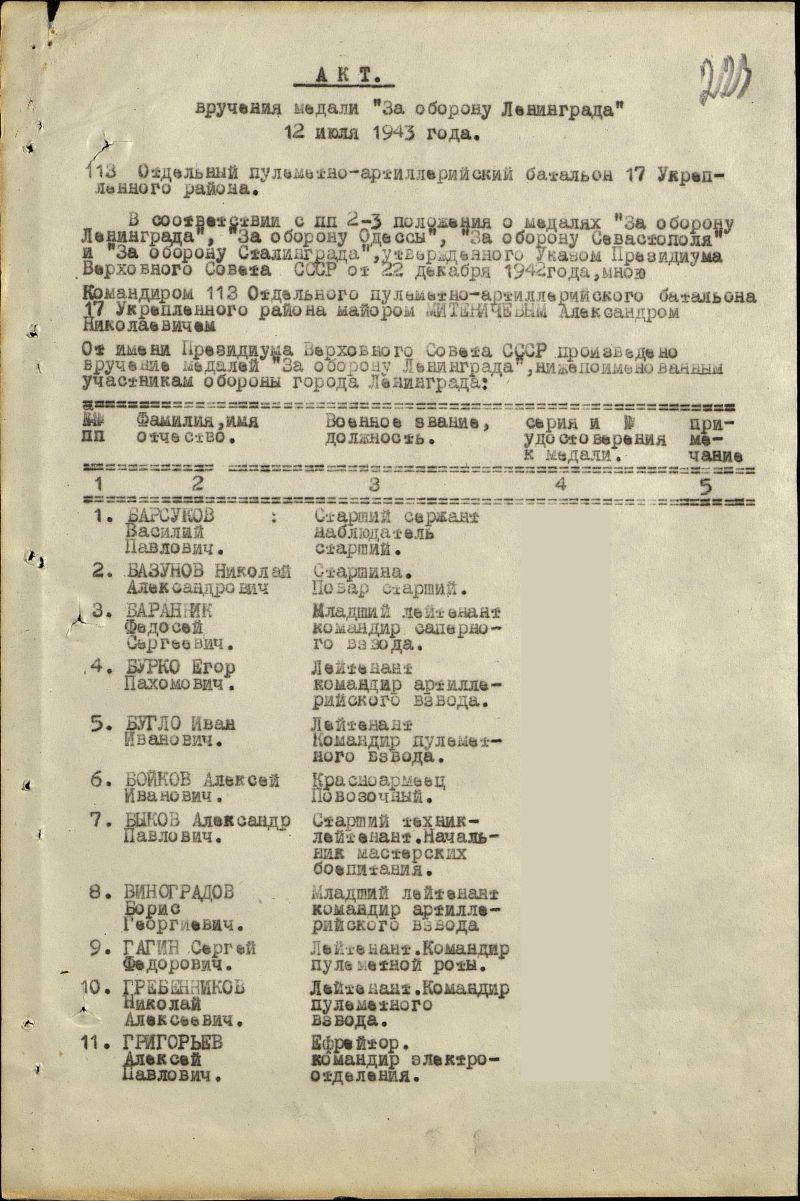 А К Т.
вручения медали "За оборону Ленинграда"
12 июля 1943 года.
113 Отдельный пулеметно-артиллерийский батальон 17 Укреп-
ленного района.
В соответствии с пп 2-3 положения о медалях "За оборону
Ленинграда", "За оборону Одессы", "За оборону Севастополя"
и "За оборону Сталинграда",утвержденного Указом Президиума
Верховного Совета СССР от 22 декабря 1942года,мною
Командиром 113 Отдельного пулеметно-артиллерийского батальона
17 Укрепленного района майором МИТЕНИЧЕВЫМ Александром
Николаевичем
От имени Президиума Верховного Совета СССР произведено
вручение медалей "За оборону Ленинграда",нижепоименованным
участникам обороны города Ленинграда:
№№ Фамилия,имя Военное звание, серия и № при-
пп отчество. должность. удостоверения ме-
к медали. чание
1 2 3 4 5
1. БАРСУКОВ : Старший сержант
Василий наблюдатель
Павлович. старший.
2. БАЗУНОВ Николай Старшина.
Александрович Повар старший.
3. БАРАННИК Младший лейтенант
Федосей командир саперно-
Сергеевич. го взвода.
4. БУРКО Егор Лейтенант
Пахомович. командир артилле-
рийского взвода.
5. БУГЛО Иван Лейтенант
Иванович. Командир пулемет-
ного взвода.
6. БОЙКОВ Алексей Красноармеец
Иванович. Повозочный.
7. БЫКОВ Александр Старший техник-
Павлович. лейтенант.Началь-
ник мастерских
боепитания.
8. ВИНОГРАДОВ Младший лейтенант
Борис командир артилле-
Георгиевич. рийского взвода
9. ГАГИН Сергей Лейтенант.Командир
Федорович. пулеметной роты.
10. ГРЕБЕННИКОВ Лейтенант.Командир
Николай пулеметного
Алексеевич. взвода.
11. ГРИГОРЬЕВ Ефрейтор.
Алексей командир электро-
Павлович. отделения.